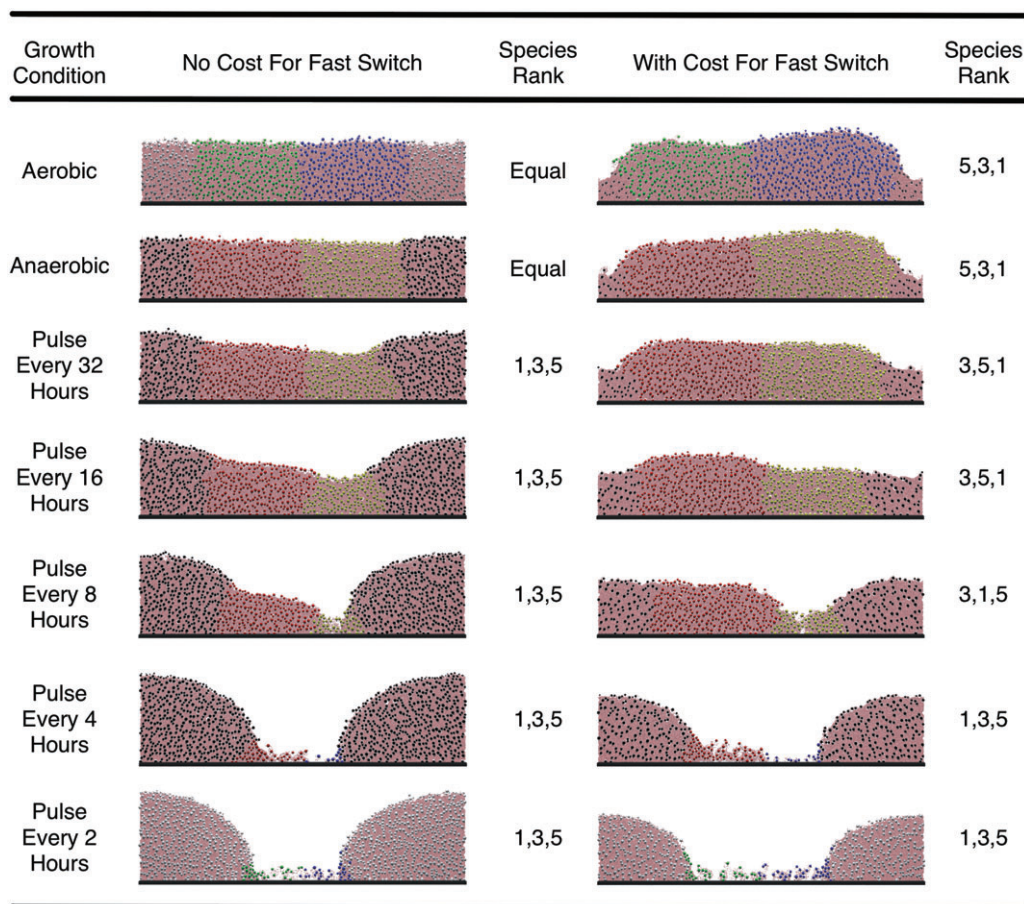 Growth
Condition
No Cost For Fast Switch
Species
Rank
With Cost For Fast Switch
Species
Rank
Aerobic
Equal
5,3,1
Anaerobic
Equal
5,3,1
Pulse
Every 32
Hours
1,3,5
3,5,1
Pulse
Every 16
Hours
1,3,5
3,5,1
Pulse
Every 8
Hours
1,3,5
3,1,5
Pulse
Every 4
Hours
1,3,5
1,3,5
Pulse
Every 2
Hours
1,3,5
1,3,5